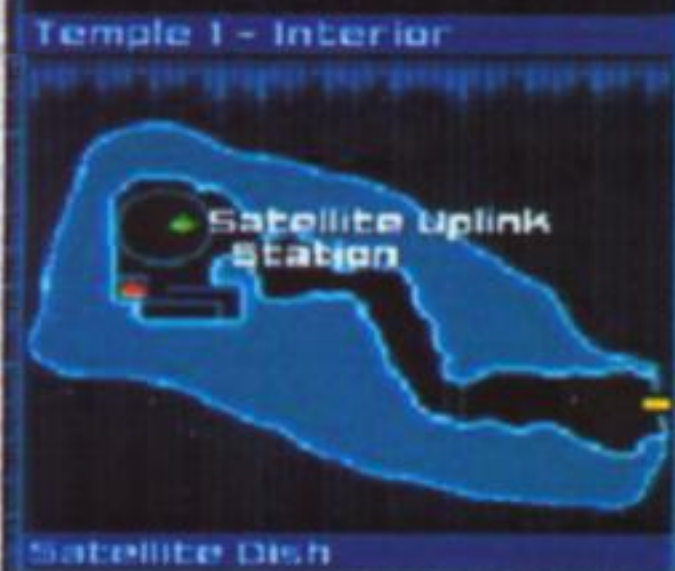 Temple 1 - Interior
Satellite Uplink
Station
Satellite Dish